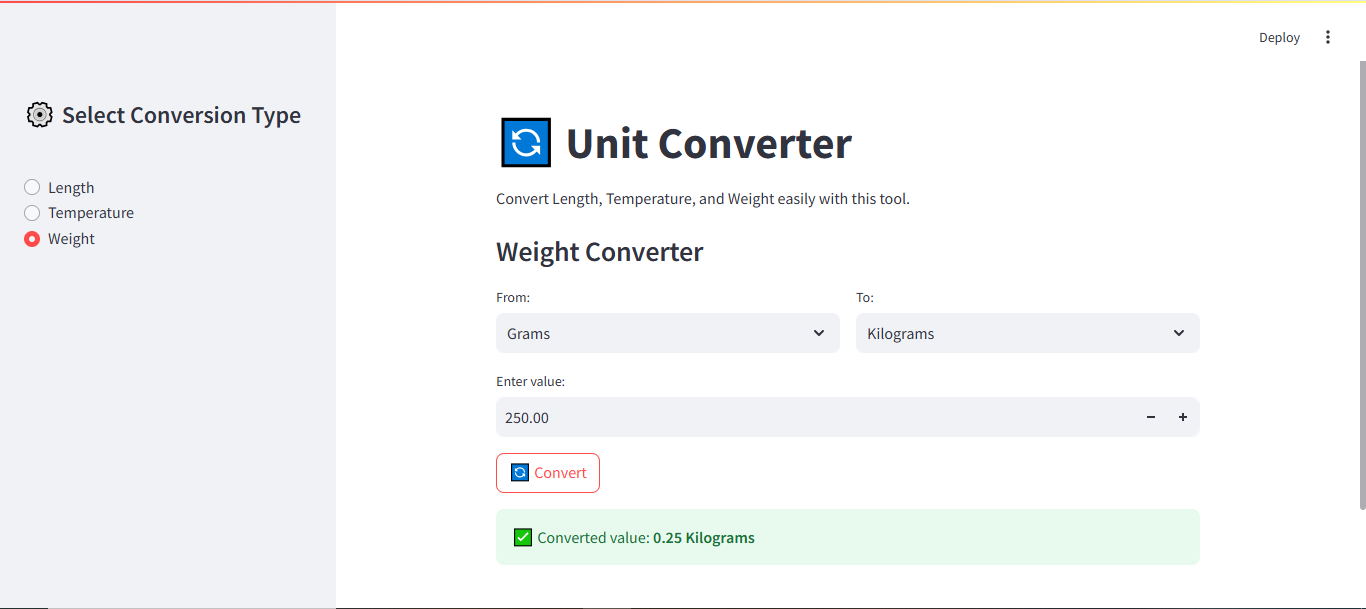 Deploy
Select Conversion Type
Length
Temperature
Weight
Unit Converter
Convert Length, Temperature, and Weight easily with this tool.
Weight Converter
From:
To:
Grams
Kilograms
Enter value:
250.00
Convert
Converted value: 0.25 Kilograms